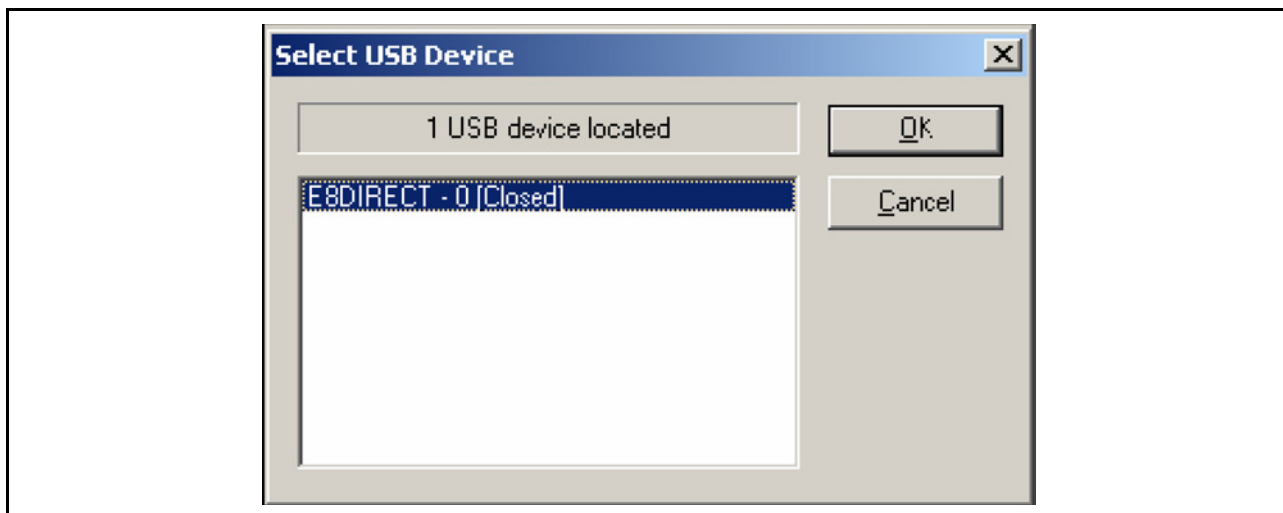 Select USB Device
1 USB device located
OK
E8DIRECT - 0 [Closed]
Cancel